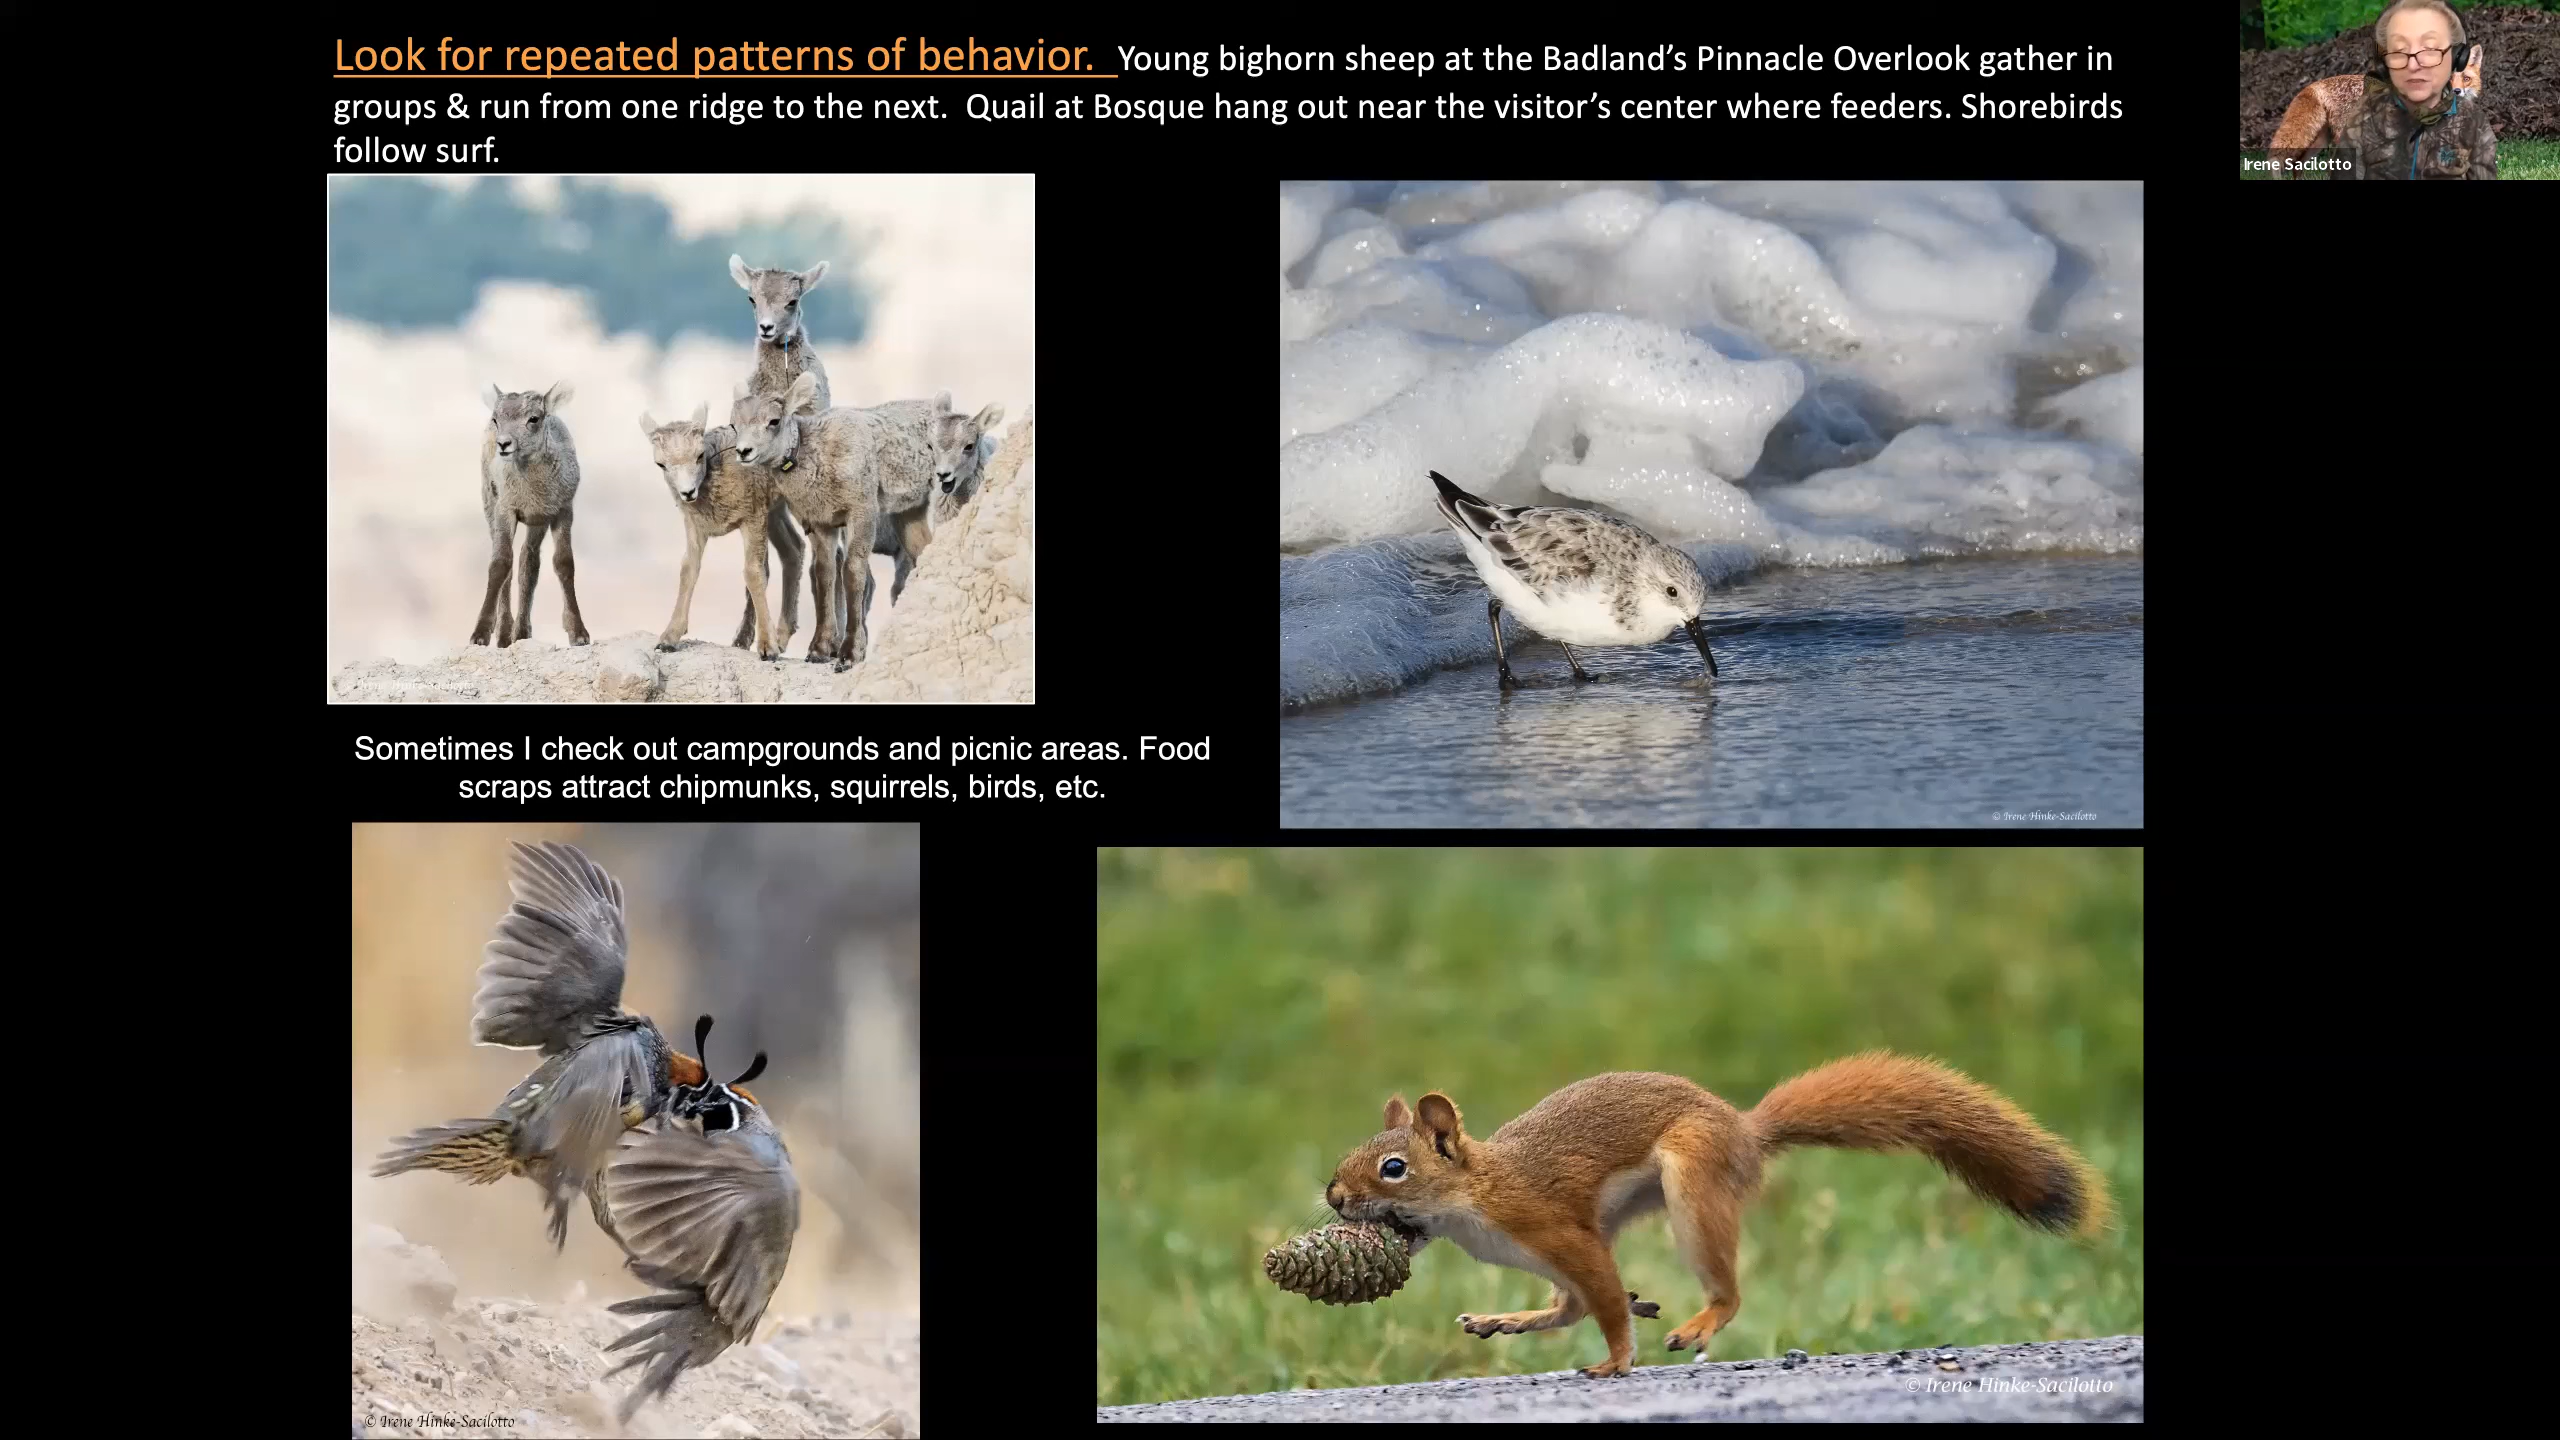 Look for repeated patterns of behavior. Young bighorn sheep at the Badland's Pinnacle Overlook gather in
groups & run from one ridge to the next. Quail at Bosque hang out near the visitor's center where feeders. Shorebirds
follow surf.
Irene Sacilotto
© Irene Hinke-Sacilotto
Sometimes I check out campgrounds and picnic areas. Food
scraps attract chipmunks, squirrels, birds, etc.
© Irene Hinke-Sacilotto
© Irene Hinke-Sacilotto